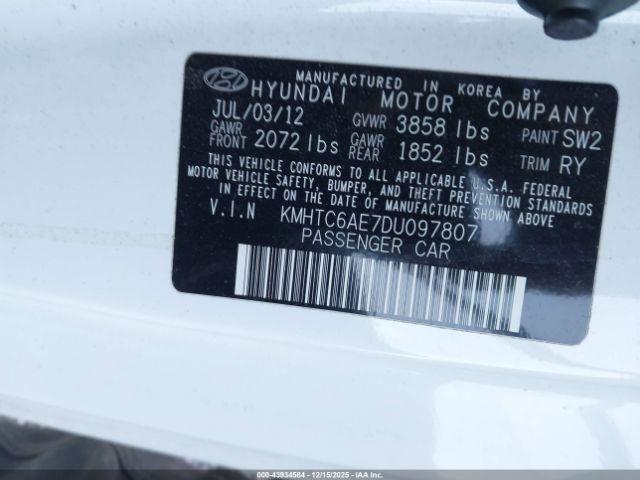 MANUFACTURED IN KOREA BY
HYUNDAI MOTOR COMPANY
JUL/03/12 GVWR 3858 lbs PAINT SW2
GAWR FRONT 2072 lbs GAWR REAR 1852 lbs TRIM RY
THIS VEHICLE CONFORMS TO ALL APPLICABLE U.S.A. FEDERAL
MOTOR VEHICLE SAFETY, BUMPER, AND THEFT PREVENTION STANDARDS
IN EFFECT ON THE DATE OF MANUFACTURE SHOWN ABOVE.
V.I.N KMHTC6AE7DU097807
PASSENGER CAR
000-43934584 - 12/15/2025 - IAAI.CA